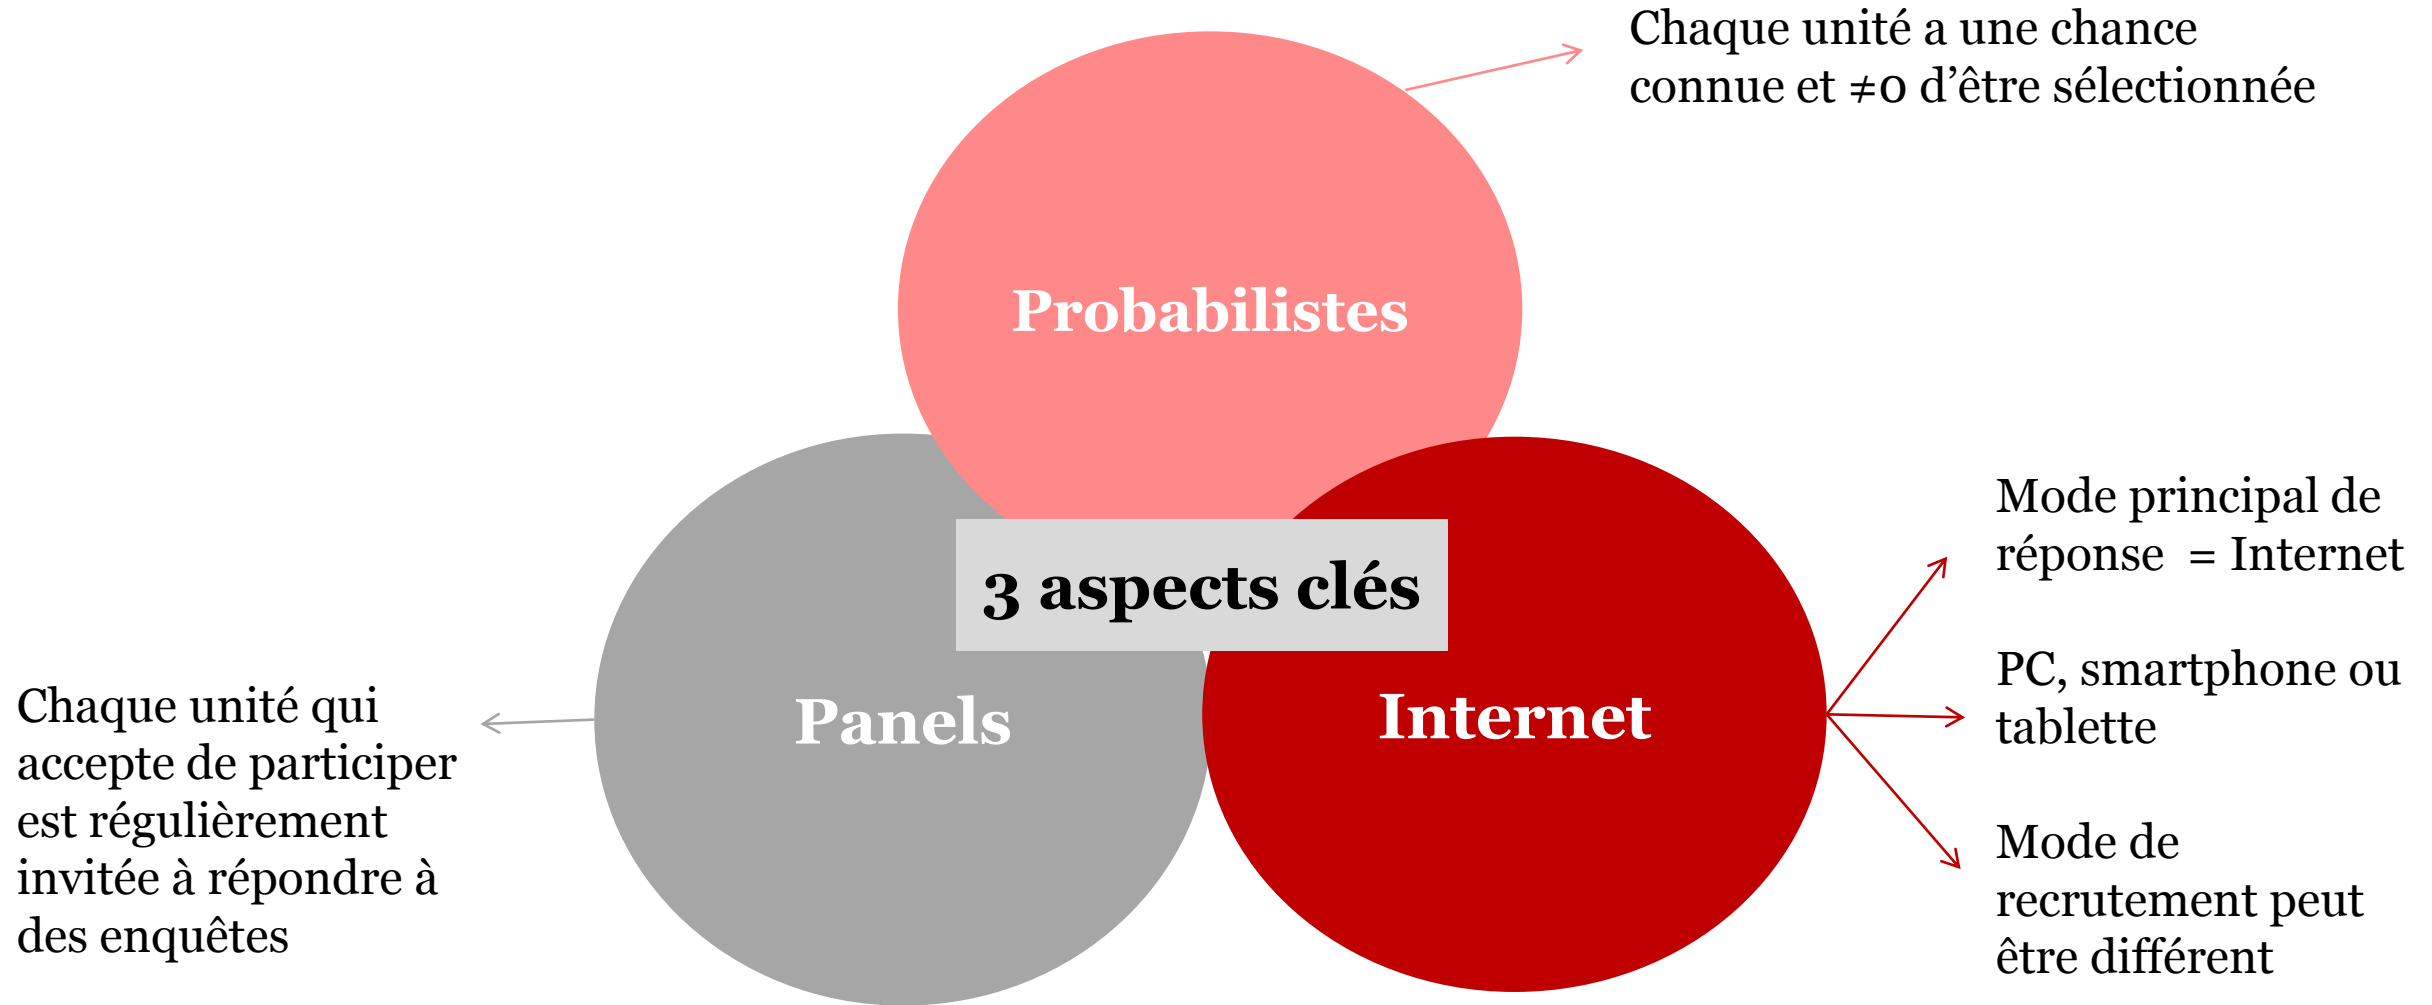 Chaque unité a une chance
connue et ≠0 d’être sélectionnée
Probabilistes
3 aspects clés
Panels
Internet
Chaque unité qui
accepte de participer
est régulièrement
invitée à répondre à
des enquêtes
Mode principal de
réponse = Internet
PC, smartphone ou
tablette
Mode de
recrutement peut
être différent